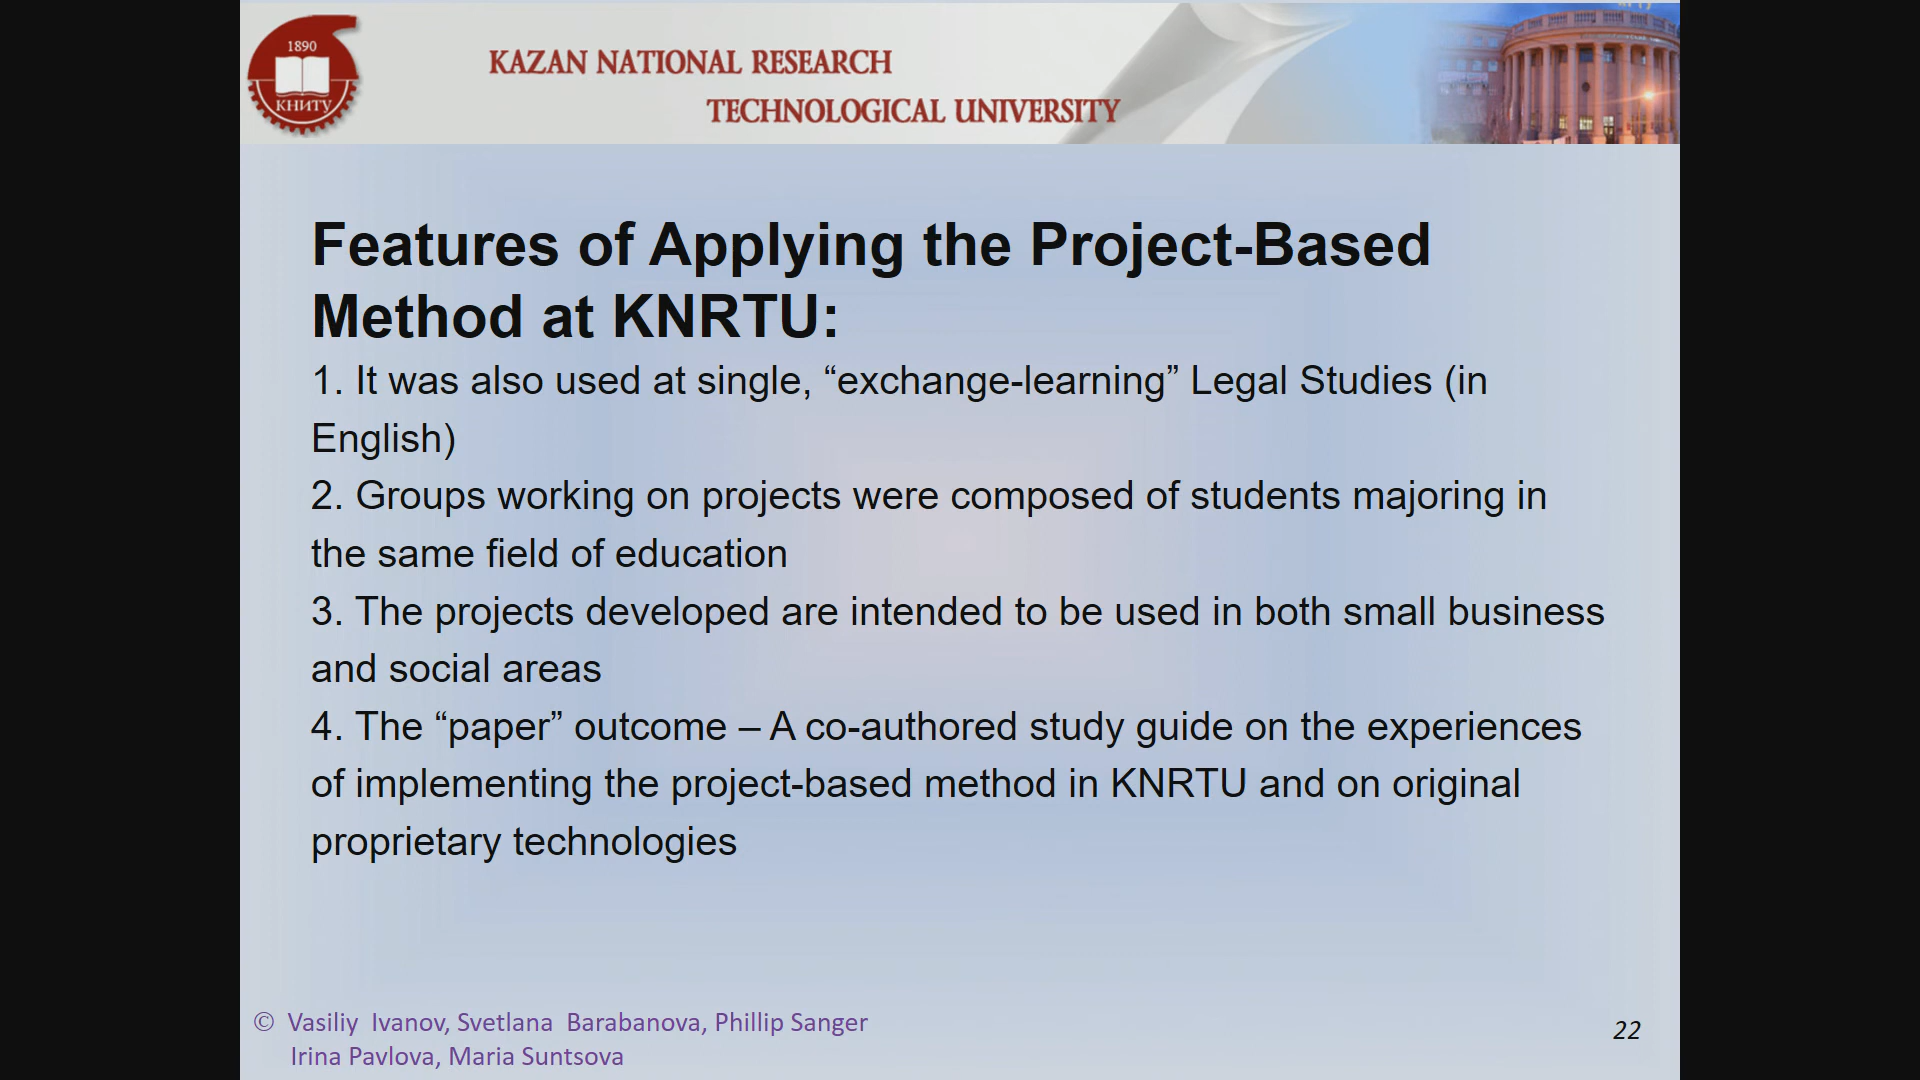 1890
КНИТУ
KAZAN NATIONAL RESEARCH
TECHNOLOGICAL UNIVERSITY
Features of Applying the Project-Based
Method at KNRTU:
1. It was also used at single, “exchange-learning” Legal Studies (in
English)
2. Groups working on projects were composed of students majoring in
the same field of education
3. The projects developed are intended to be used in both small business
and social areas
4. The “paper” outcome – A co-authored study guide on the experiences
of implementing the project-based method in KNRTU and on original
proprietary technologies
© Vasiliy Ivanov, Svetlana Barabanova, Phillip Sanger
Irina Pavlova, Maria Suntsova
22